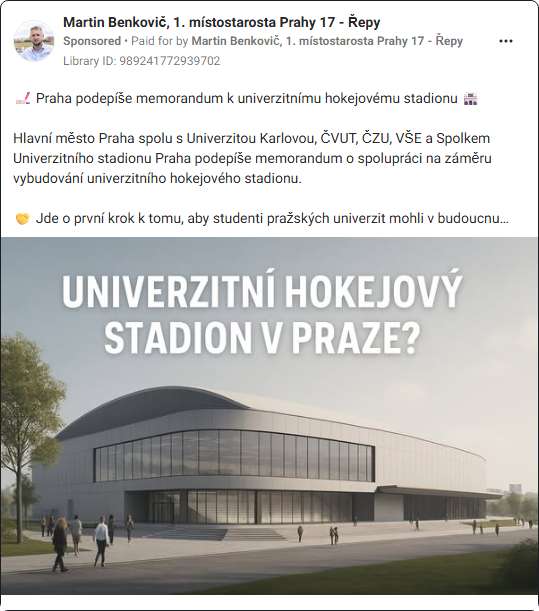 Martin Benkovič, 1. místostarosta Prahy 17 - Řepy
Sponsored • Paid for by Martin Benkovič, 1. místostarosta Prahy 17 - Řepy
Library ID: 989241772939702
Praha podepíše memorandum k univerzitnímu hokejovému stadionu
Hlavní město Praha spolu s Univerzitou Karlovou, ČVUT, ČZU, VŠE a Spolkem
Univerzitního stadionu Praha podepíše memorandum o spolupráci na záměru
vybudování univerzitního hokejového stadionu.
Jde o první krok k tomu, aby studenti pražských univerzit mohli v budoucnu...
UNIVERZITNÍ HOKEJOVÝ
STADION V PRAZE?